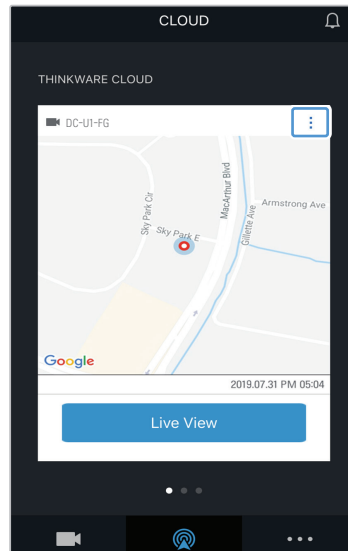 CLOUD
THINKWARE CLOUD
DC-U1-FG
Sky Park Cir
MacArthur Blvd
Armstrong Ave
Gillette Ave
Sky Park E
Google
2019.07.31 PM 05:04
Live View